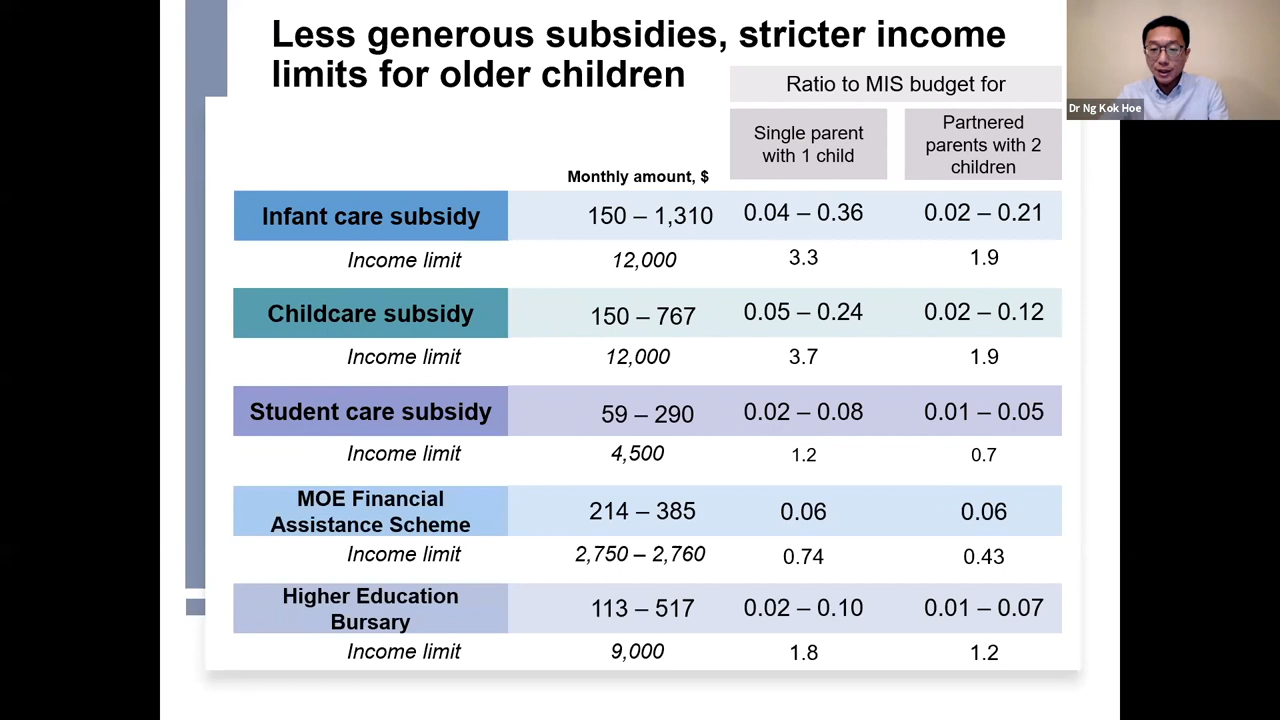 Less generous subsidies, stricter income
limits for older children
Ratio to MIS budget for
Dr Ng Kok Hoe
Monthly amount, $
Single parent
with 1 child
Partnered
parents with 2
children
Infant care subsidy 150 – 1,310 0.04 – 0.36 0.02 – 0.21
Income limit 12,000 3.3 1.9
Childcare subsidy 150 – 767 0.05 – 0.24 0.02 – 0.12
Income limit 12,000 3.7 1.9
Student care subsidy 59 – 290 0.02 – 0.08 0.01 – 0.05
Income limit 4,500 1.2 0.7
MOE Financial
Assistance Scheme 214 – 385 0.06 0.06
Income limit 2,750 – 2,760 0.74 0.43
Higher Education
Bursary 113 – 517 0.02 – 0.10 0.01 – 0.07
Income limit 9,000 1.8 1.2